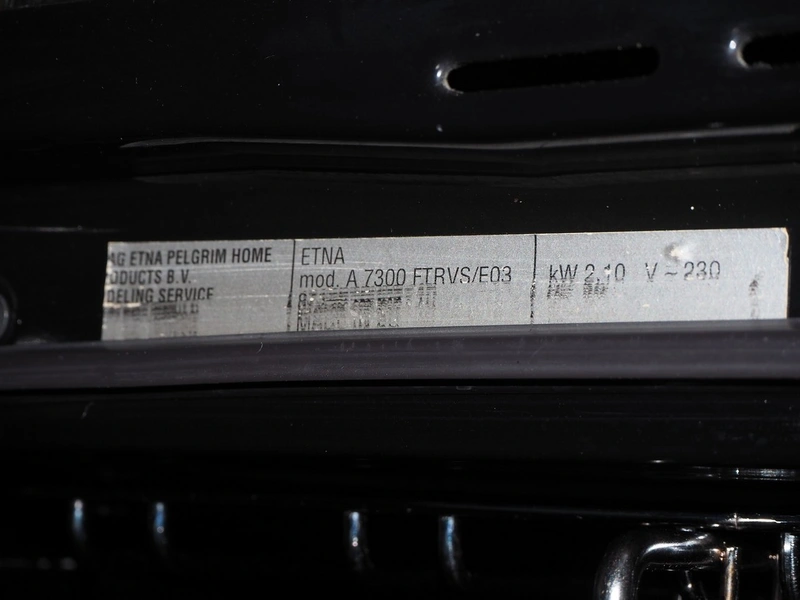 AG ETNA PELGRIM HOME
ODUCTS B.V.
DELING SERVICE
ETNA
mod. A 7300 FTRVS/E03
kW 2.10 V ~ 230